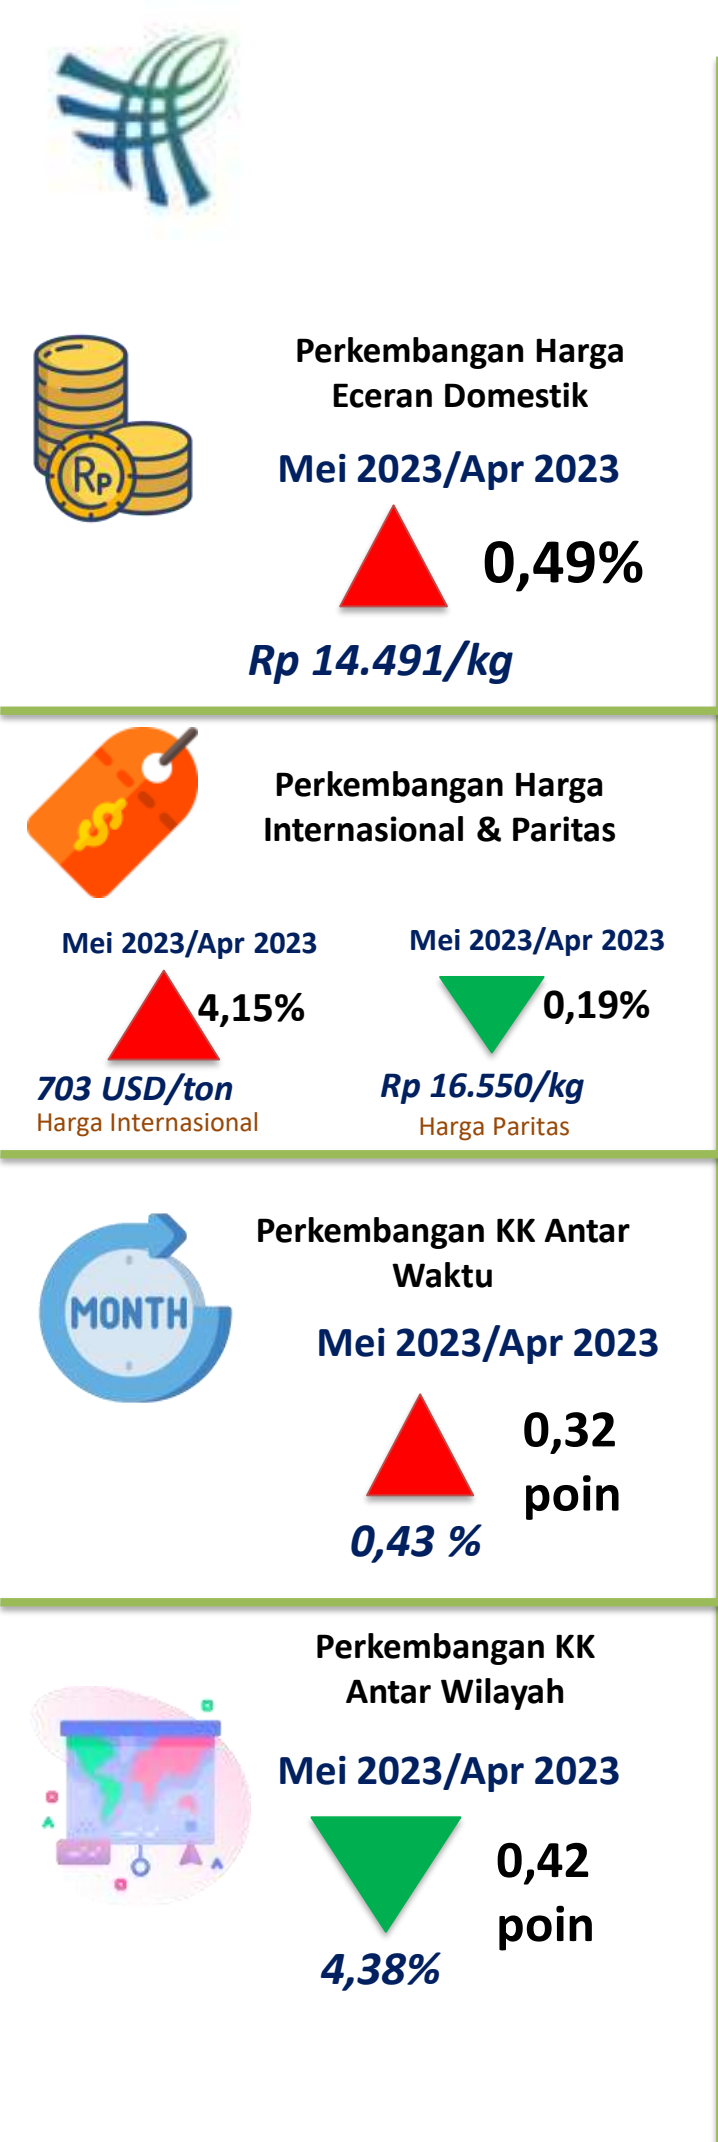 Perkembangan Harga
Eceran Domestik
Rp
Mei 2023/Apr 2023
0,49%
Rp 14.491/kg
Perkembangan Harga
Internasional & Paritas
$
Mei 2023/Apr 2023
4,15%
703 USD/ton
Harga Internasional
Mei 2023/Apr 2023
0,19%
Rp 16.550/kg
Harga Paritas
Perkembangan KK Antar
Waktu
MONTH
Mei 2023/Apr 2023
0,32
poin
0,43 %
Perkembangan KK
Antar Wilayah
Mei 2023/Apr 2023
0,42
poin
4,38%